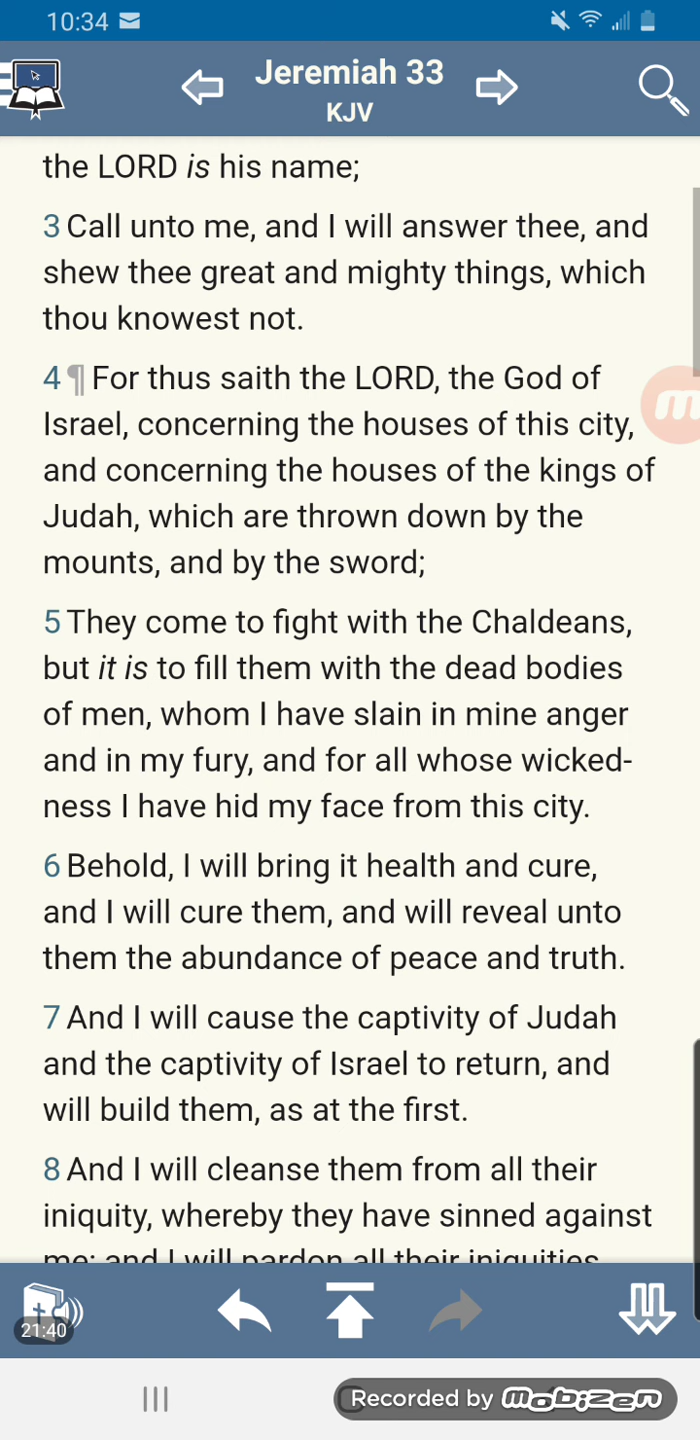 10:34
Jeremiah 33
KJV
the LORD is his name;
3 Call unto me, and I will answer thee, and
shew thee great and mighty things, which
thou knowest not.
4 ¶ For thus saith the LORD, the God of
Israel, concerning the houses of this city,
and concerning the houses of the kings of
Judah, which are thrown down by the
mounts, and by the sword;
5 They come to fight with the Chaldeans,
but it is to fill them with the dead bodies
of men, whom I have slain in mine anger
and in my fury, and for all whose wicked-
ness I have hid my face from this city.
6 Behold, I will bring it health and cure,
and I will cure them, and will reveal unto
them the abundance of peace and truth.
7 And I will cause the captivity of Judah
and the captivity of Israel to return, and
will build them, as at the first.
8 And I will cleanse them from all their
iniquity, whereby they have sinned against
me; and I will pardon all their iniquities
21:40
Recorded by mobizen